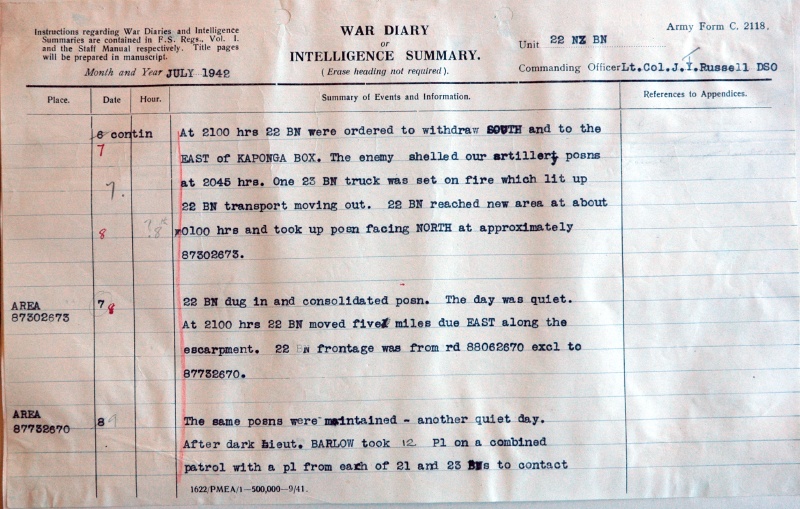 Instructions regarding War Diaries and Intelligence
Summaries are contained in F.S. Regs., Vol. I.
and the Staff Manual respectively. Title pages
will be prepared in manuscript.
Month and Year JULY 1942
WAR DIARY
or
INTELLIGENCE SUMMARY.
(Erase heading not required).
Army Form C. 2118.
Unit 22 NZ BN
Commanding Officer Lt.Col.J.T.Russell DSO
Place. Date Hour. Summary of Events and Information. References to Appendices.
6 contin At 2100 hrs 22 BN were ordered to withdraw SOUTH and to the
7 EAST of KAPONGA BOX. The enemy shelled our artillery posns
7. at 2045 hrs. One 23 BN truck was set on fire which lit up
22 BN transport moving out. 22 BN reached new area at about
8 0100 hrs and took up posn facing NORTH at approximately
87302673.
AREA 7 8 22 BN dug in and consolidated posn. The day was quiet.
87302673 At 2100 hrs 22 BN moved five miles due EAST along the
escarpment. 22 BN frontage was from rd 88062670 excl to
87732670.
AREA 8 9 The same posns were maintained - another quiet day.
87732670 After dark Lieut. BARLOW took 12 Pl on a combined
patrol with a pl from each of 21 and 23 BNs to contact
1622/PMEA/1—500,000—9/41.